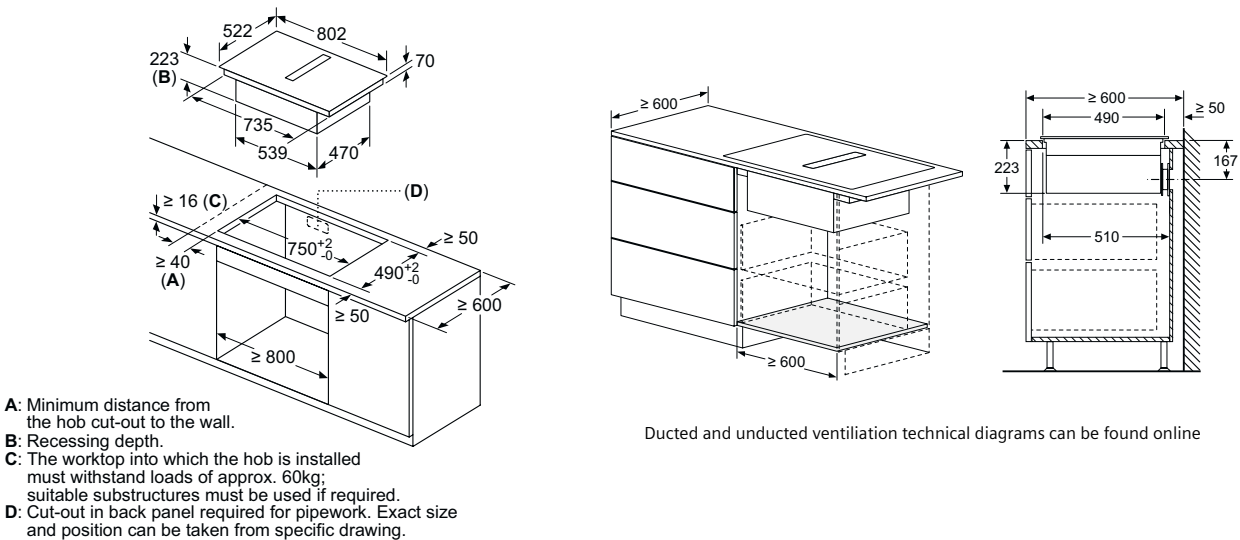 522
802
223
(B)
70
735
539
470
(D)
≥ 16 (C)
≥ 50
750+2-0
≥ 40
(A)
490+2-0
≥ 50
≥ 600
≥ 800
A: Minimum distance from
the hob cut-out to the wall.
B: Recessing depth.
C: The worktop into which the hob is installed
must withstand loads of approx. 60kg;
suitable substructures must be used if required.
D: Cut-out in back panel required for pipework. Exact size
and position can be taken from specific drawing.
≥ 600
≥ 600
≥ 600
≥ 50
490
223
167
510
Ducted and unducted ventiliation technical diagrams can be found online